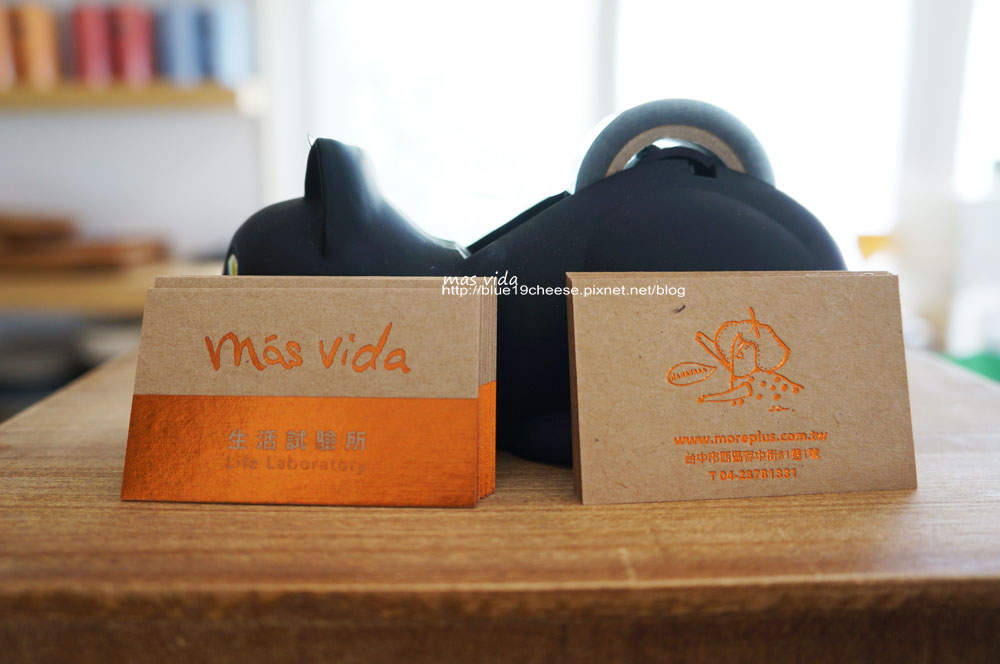 mas vida
http://blue19cheese.pixnet.net/blog
más vida
生活試驗所
Life Laboratory
www.moreplus.com.tw
〒04-23781331